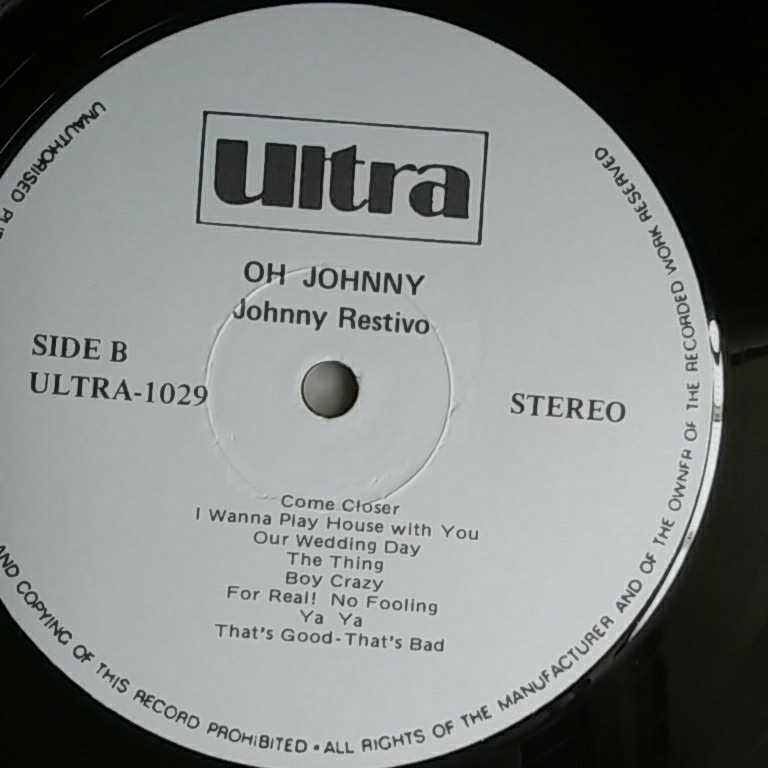 ultra
OH JOHNNY
Johnny Restivo
SIDE B
ULTRA-1029
STEREO
Come Closer
I Wanna Play House with You
Our Wedding Day
The Thing
Boy Crazy
For Real! No Fooling
Ya Ya
That's Good-That's Bad
UNAUTHORISED
AND COPYING OF THIS RECORD PROHIBITED • ALL RIGHTS OF THE MANUFACTURER AND OF THE OWNER OF THE RECORDED WORK RESERVED